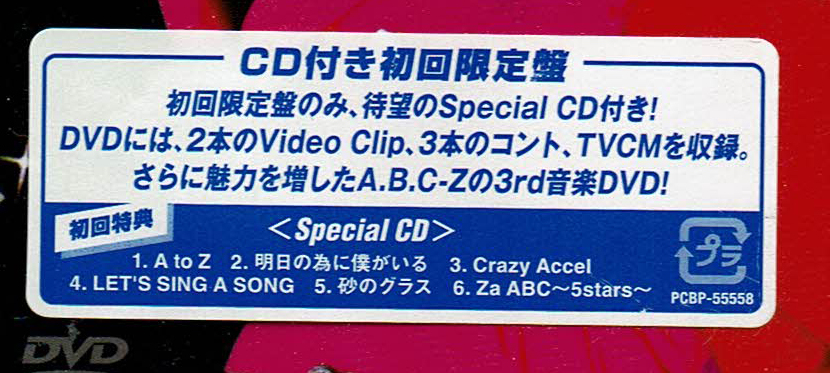 CD付き初回限定盤
初回限定盤のみ、待望のSpecial CD付き!
DVDには、2本のVideo Clip、3本のコント、TVCMを収録。
さらに魅力を増したA.B.C-Zの3rd音楽DVD!
初回特典
<Special CD>
1. A to Z 2. 明日の為に僕がいる 3. Crazy Accel
4. LET'S SING A SONG 5. 砂のグラス 6. Za ABC〜5stars〜
プラ
PCBP-55558
DVD